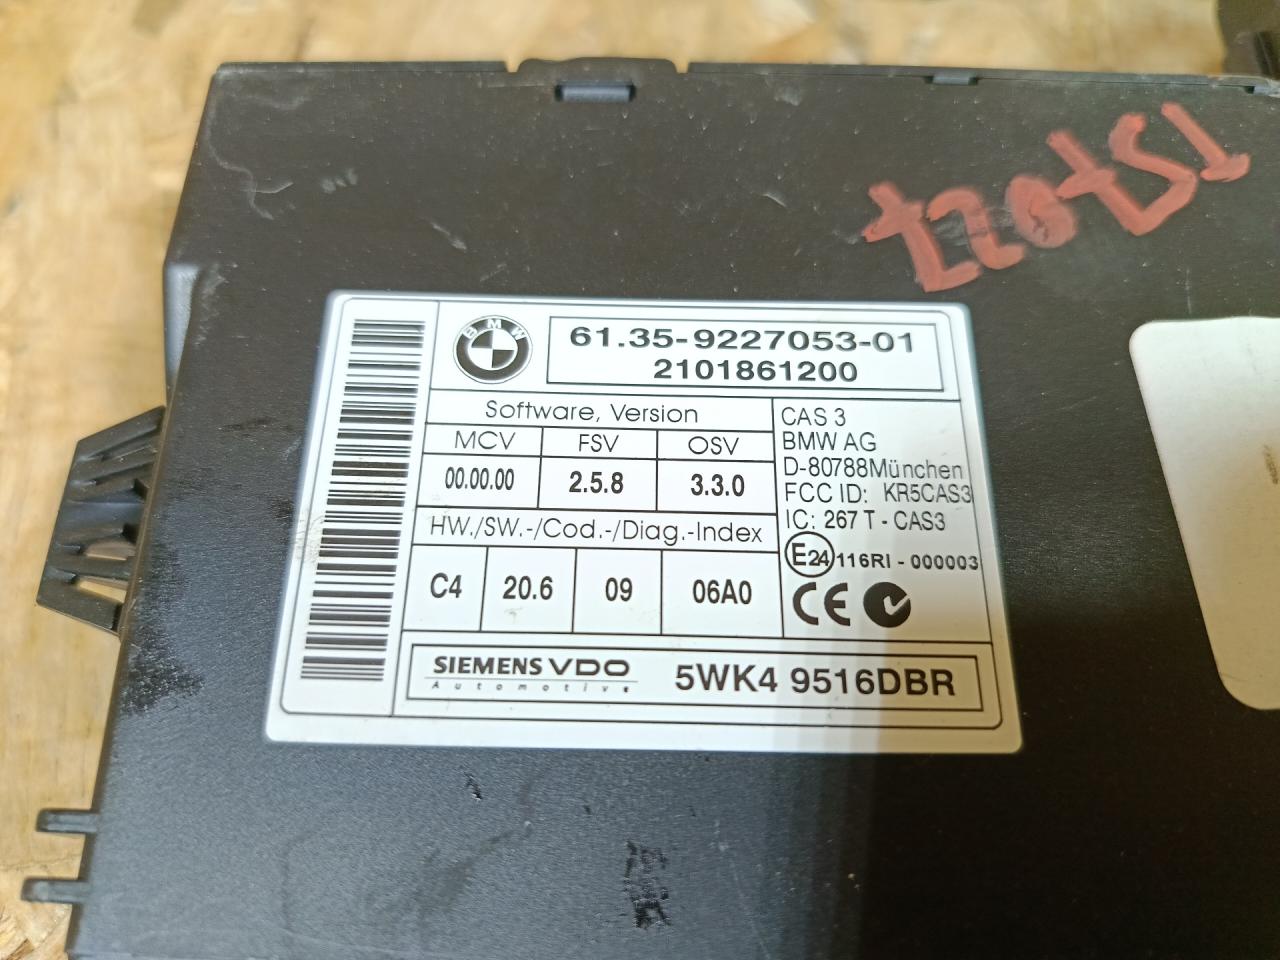 157022
BMW
61.35-9227053-01
2101861200
Software, Version
MCV FSV OSV
00.00.00 2.5.8 3.3.0
HW./SW.-/Cod.-/Diag.-Index
C4 20.6 09 06A0
CAS 3
BMW AG
D-80788München
FCC ID: KR5CAS3
IC: 267 T - CAS3
E24 116RI - 000003
CE
SIEMENS VDO
Automotive
5WK4 9516DBR